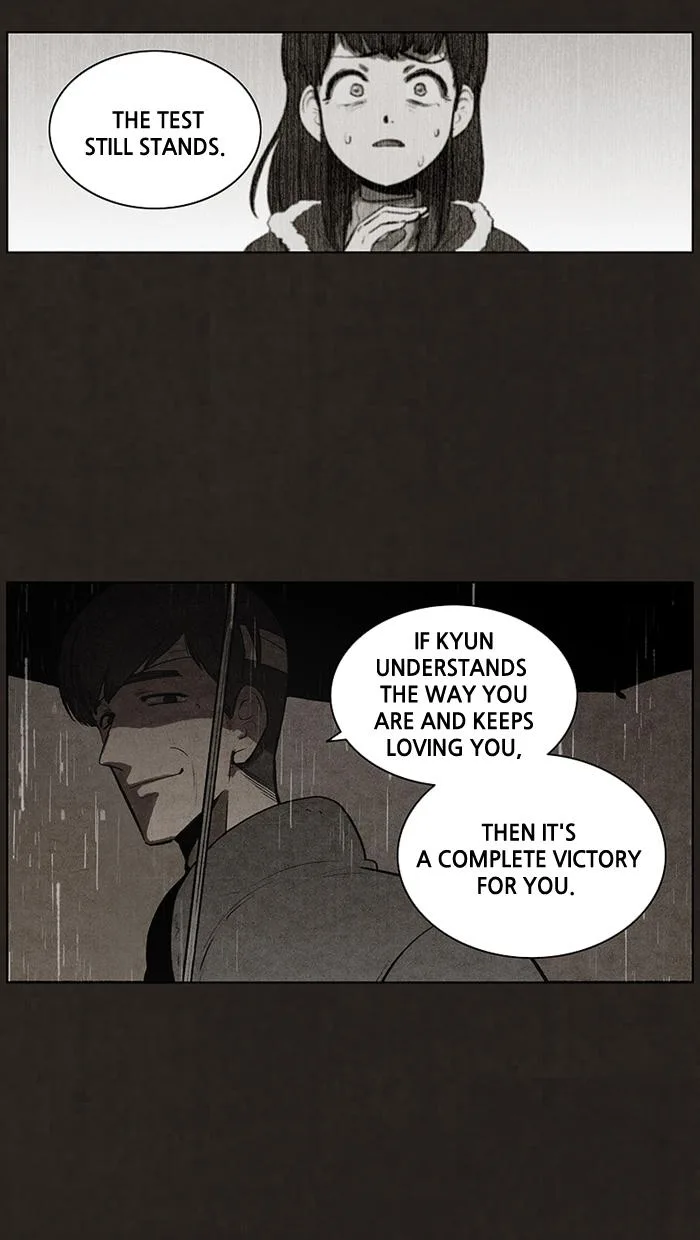 THE TEST
STILL STANDS.
IF KYUN
UNDERSTANDS
THE WAY YOU
ARE AND KEEPS
LOVING YOU,
THEN IT'S
A COMPLETE VICTORY
FOR YOU.